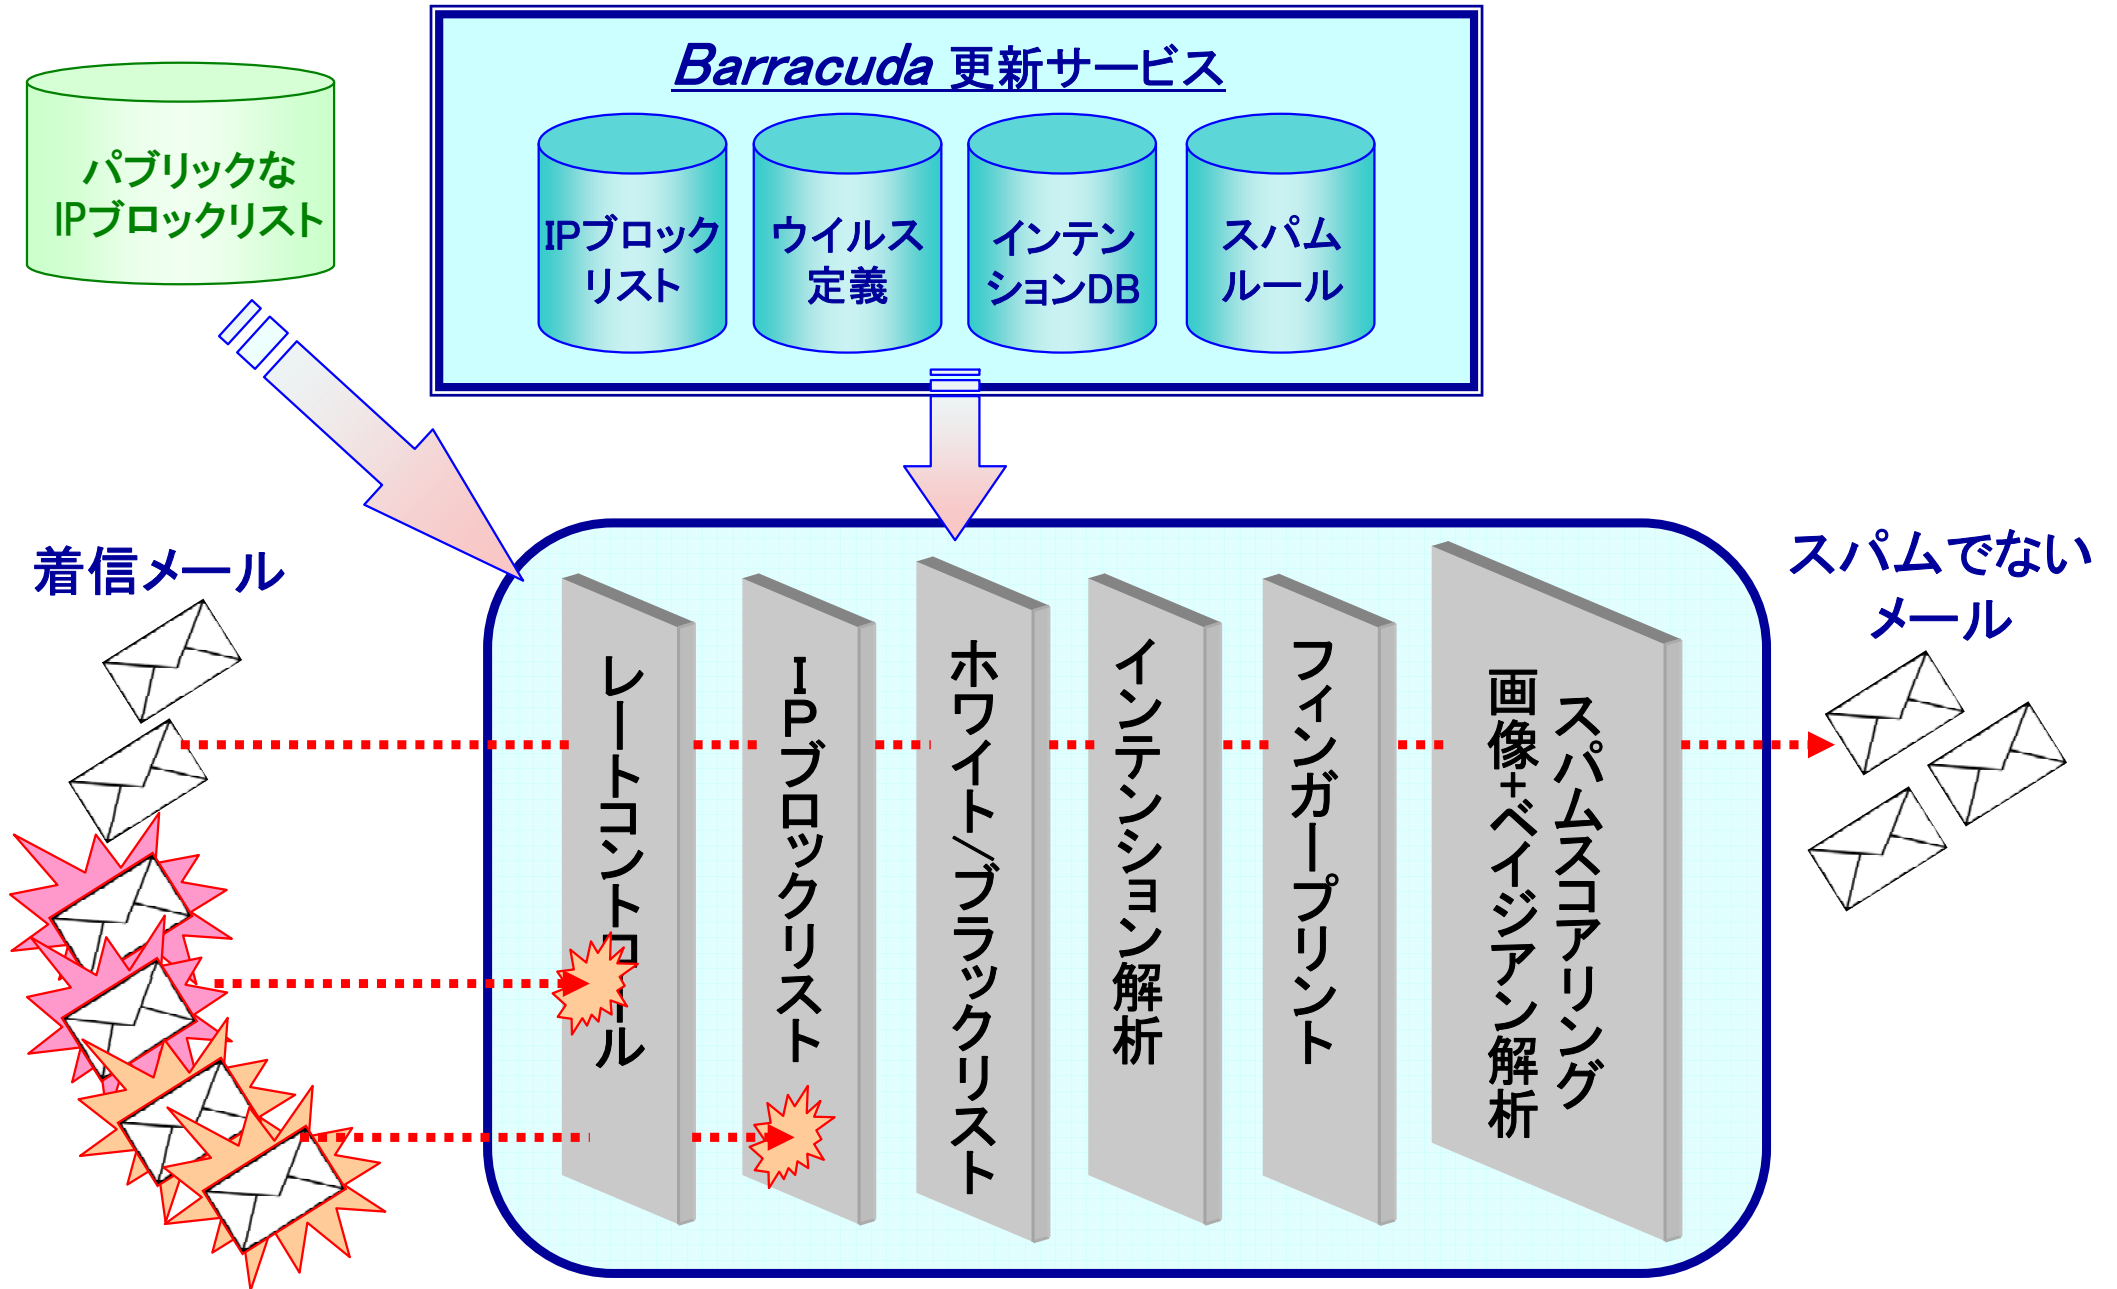 Barracuda 更新サービス
パブリックな
IPブロックリスト
IPブロック
リスト
ウイルス
定義
インテン
ションDB
スパム
ルール
着信メール
スパムでない
メール
レートコントロール
IPブロックリスト
ホワイト/ブラックリスト
インテンション解析
フィンガープリント
スパムスコアリング
画像+ベイジアン解析